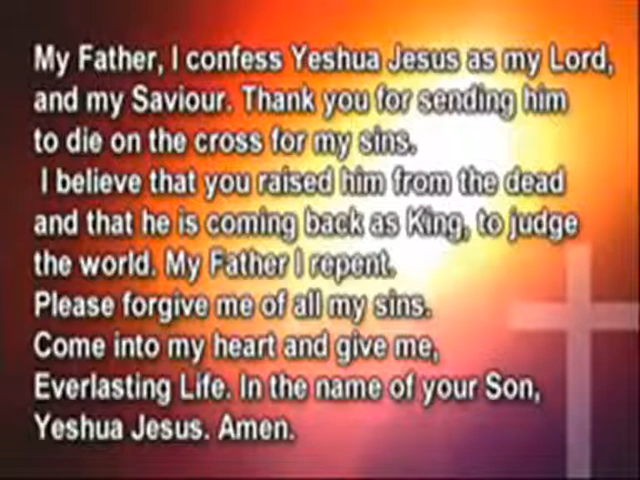 My Father, I confess Yeshua Jesus as my Lord,
and my Saviour. Thank you for sending him
to die on the cross for my sins.
I believe that you raised him from the dead
and that he is coming back as King, to judge
the world. My Father I repent.
Please forgive me of all my sins.
Come into my heart and give me,
Everlasting Life. In the name of your Son,
Yeshua Jesus. Amen.